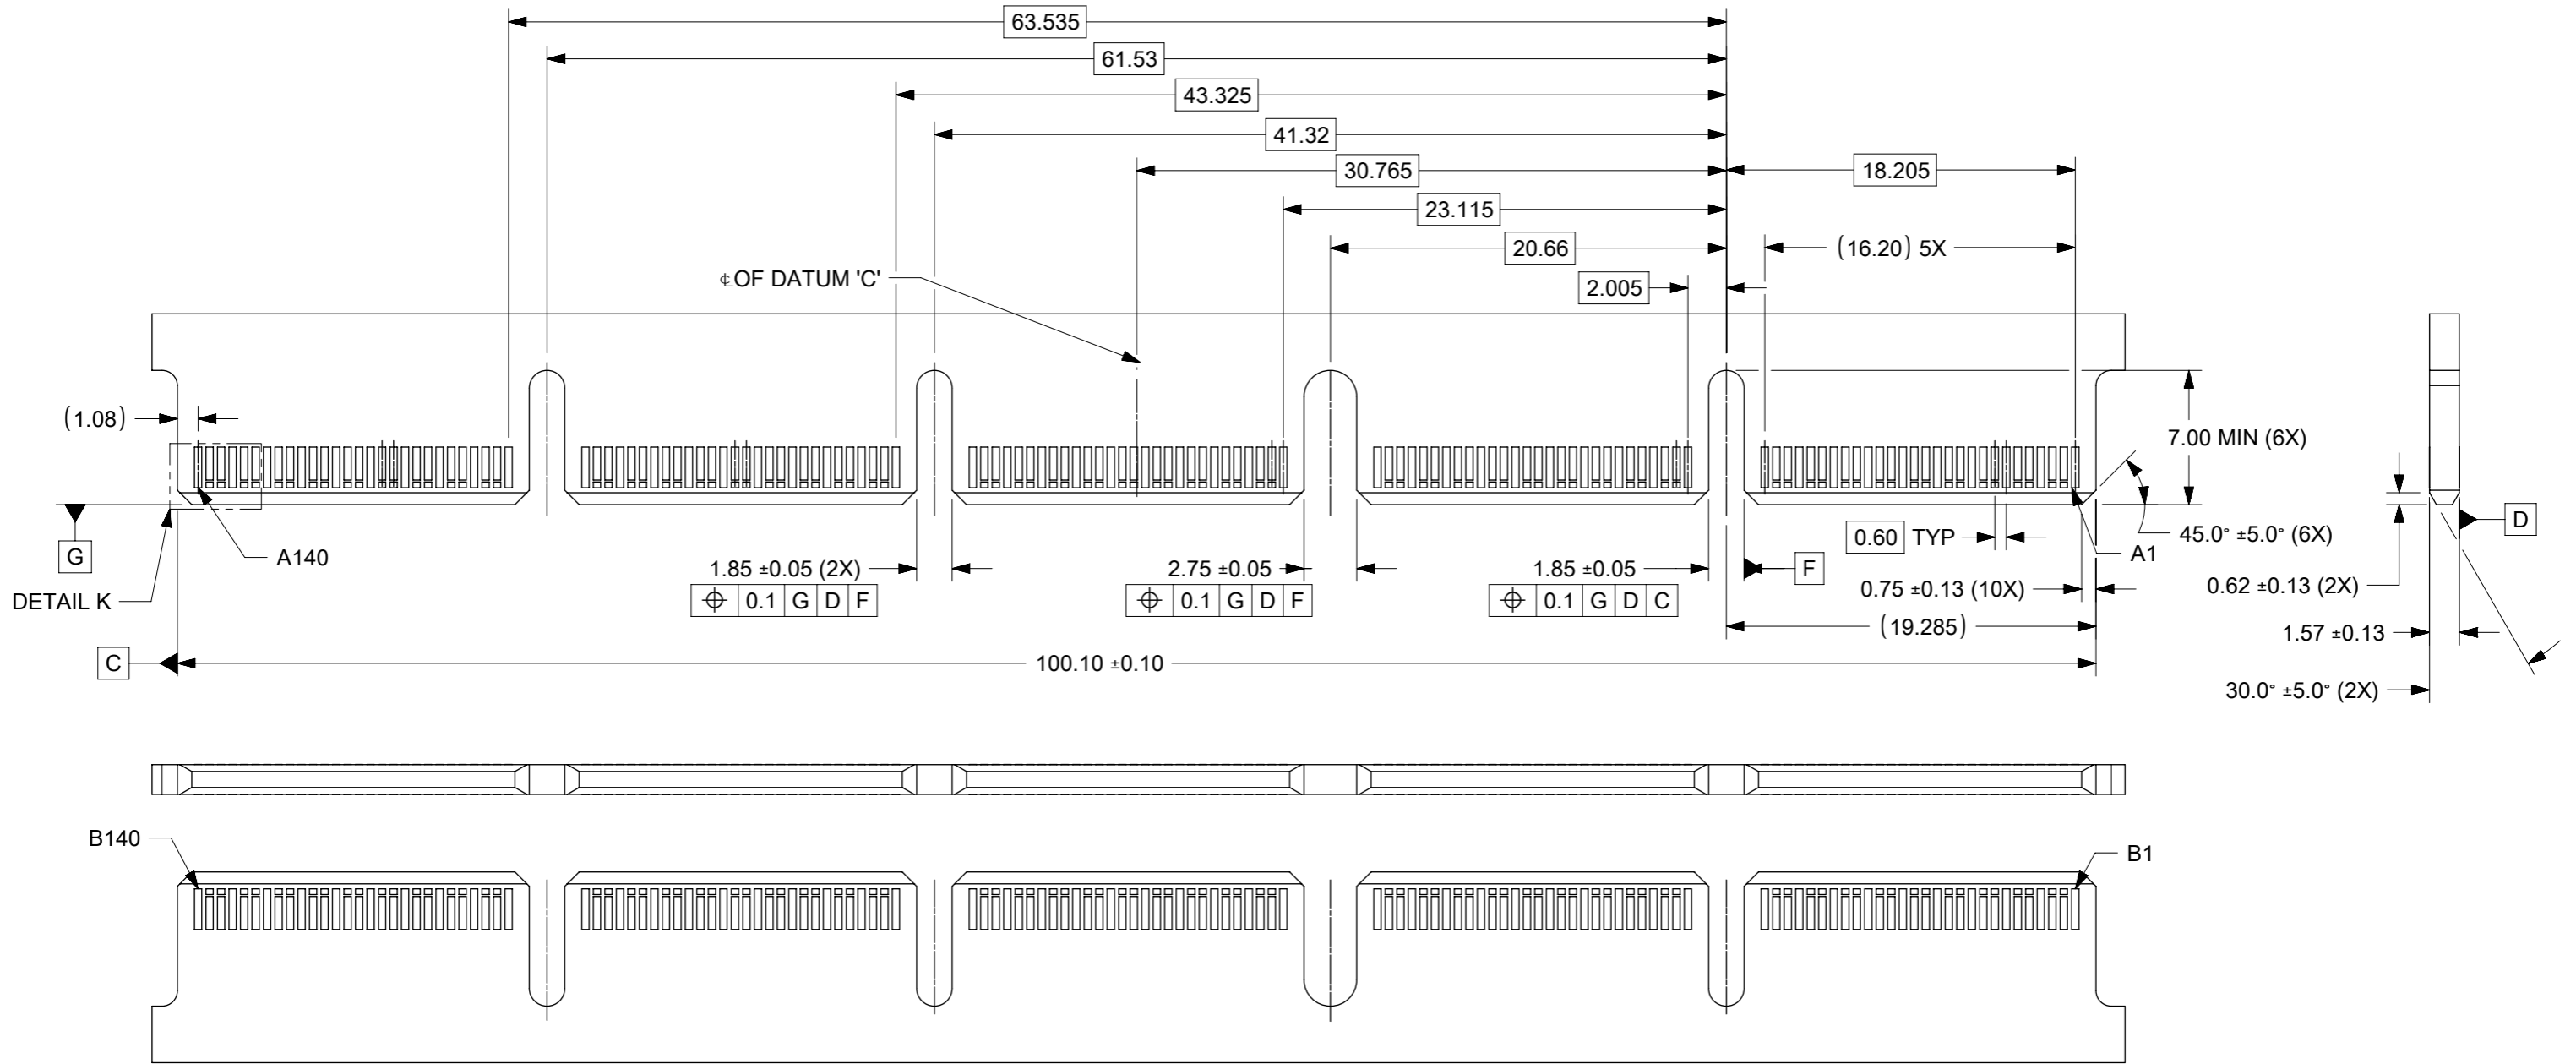 63.535
61.53
43.325
41.32
30.765
18.205
23.115
20.66
(16.20) 5X
℄OF DATUM 'C'
2.005
(1.08)
7.00 MIN (6X)
G
A140
DETAIL K
1.85 ±0.05 (2X)
⌖ 0.1 G D F
2.75 ±0.05
⌖ 0.1 G D F
1.85 ±0.05
⌖ 0.1 G D C
F
0.60 TYP
A1
45.0° ±5.0° (6X)
D
0.75 ±0.13 (10X)
0.62 ±0.13 (2X)
(19.285)
1.57 ±0.13
C
100.10 ±0.10
30.0° ±5.0° (2X)
B140
B1